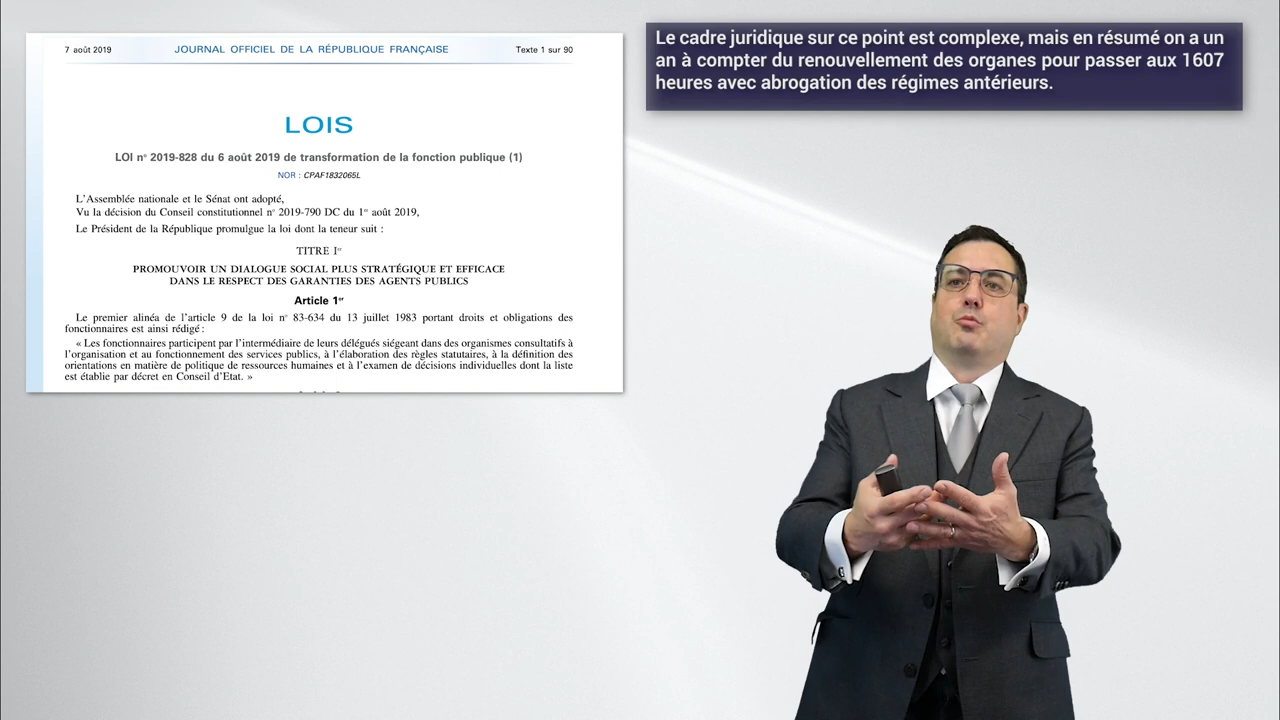 7 août 2019
JOURNAL OFFICIEL DE LA RÉPUBLIQUE FRANÇAISE
Texte 1 sur 90
LOIS
LOI nº 2019-828 du 6 août 2019 de transformation de la fonction publique (1)
NOR : CPAF1832065L
L'Assemblée nationale et le Sénat ont adopté,
Vu la décision du Conseil constitutionnel nº 2019-790 DC du 1er août 2019,
Le Président de la République promulgue la loi dont la teneur suit :
TITRE Ier
PROMOUVOIR UN DIALOGUE SOCIAL PLUS STRATÉGIQUE ET EFFICACE
DANS LE RESPECT DES GARANTIES DES AGENTS PUBLICS
Article 1er
Le premier alinéa de l'article 9 de la loi nº 83-634 du 13 juillet 1983 portant droits et obligations des
fonctionnaires est ainsi rédigé :
« Les fonctionnaires participent par l'intermédiaire de leurs délégués siégeant dans des organismes consultatifs à
l'organisation et au fonctionnement des services publics, à l'élaboration des règles statutaires, à la définition des
orientations en matière de politique de ressources humaines et à l'examen de décisions individuelles dont la liste
est établie par décret en Conseil d'Etat. »
Le cadre juridique sur ce point est complexe, mais en résumé on a un
an à compter du renouvellement des organes pour passer aux 1607
heures avec abrogation des régimes antérieurs.